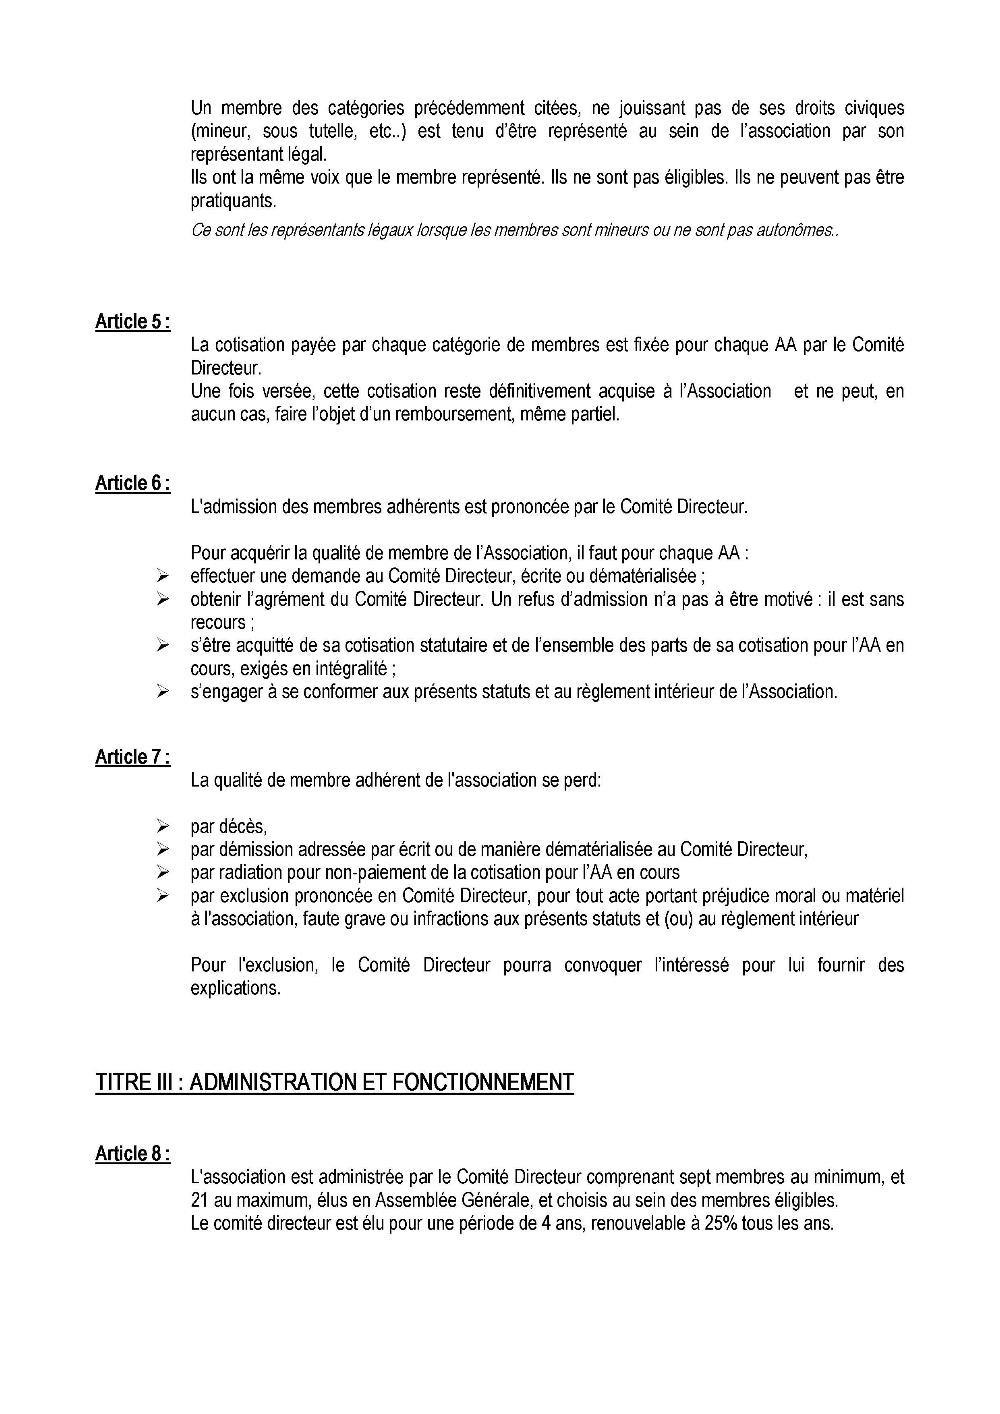 Un membre des catégories précédemment citées, ne jouissant pas de ses droits civiques
(mineur, sous tutelle, etc..) est tenu d’être représenté au sein de l’association par son
représentant légal.
Ils ont la même voix que le membre représenté. Ils ne sont pas éligibles. Ils ne peuvent pas être
pratiquants.
Ce sont les représentants légaux lorsque les membres sont mineurs ou ne sont pas autonômes..
Article 5 :
La cotisation payée par chaque catégorie de membres est fixée pour chaque AA par le Comité
Directeur.
Une fois versée, cette cotisation reste définitivement acquise à l’Association et ne peut, en
aucun cas, faire l’objet d’un remboursement, même partiel.
Article 6 :
L'admission des membres adhérents est prononcée par le Comité Directeur.
Pour acquérir la qualité de membre de l’Association, il faut pour chaque AA :
➢ effectuer une demande au Comité Directeur, écrite ou dématérialisée ;
➢ obtenir l’agrément du Comité Directeur. Un refus d’admission n’a pas à être motivé : il est sans
recours ;
➢ s’être acquitté de sa cotisation statutaire et de l’ensemble des parts de sa cotisation pour l’AA en
cours, exigés en intégralité ;
➢ s’engager à se conformer aux présents statuts et au règlement intérieur de l’Association.
Article 7 :
La qualité de membre adhérent de l'association se perd:
➢ par décès,
➢ par démission adressée par écrit ou de manière dématérialisée au Comité Directeur,
➢ par radiation pour non-paiement de la cotisation pour l’AA en cours
➢ par exclusion prononcée en Comité Directeur, pour tout acte portant préjudice moral ou matériel
à l'association, faute grave ou infractions aux présents statuts et (ou) au règlement intérieur
Pour l'exclusion, le Comité Directeur pourra convoquer l’intéressé pour lui fournir des
explications.
TITRE III : ADMINISTRATION ET FONCTIONNEMENT
Article 8 :
L'association est administrée par le Comité Directeur comprenant sept membres au minimum, et
21 au maximum, élus en Assemblée Générale, et choisis au sein des membres éligibles.
Le comité directeur est élu pour une période de 4 ans, renouvelable à 25% tous les ans.